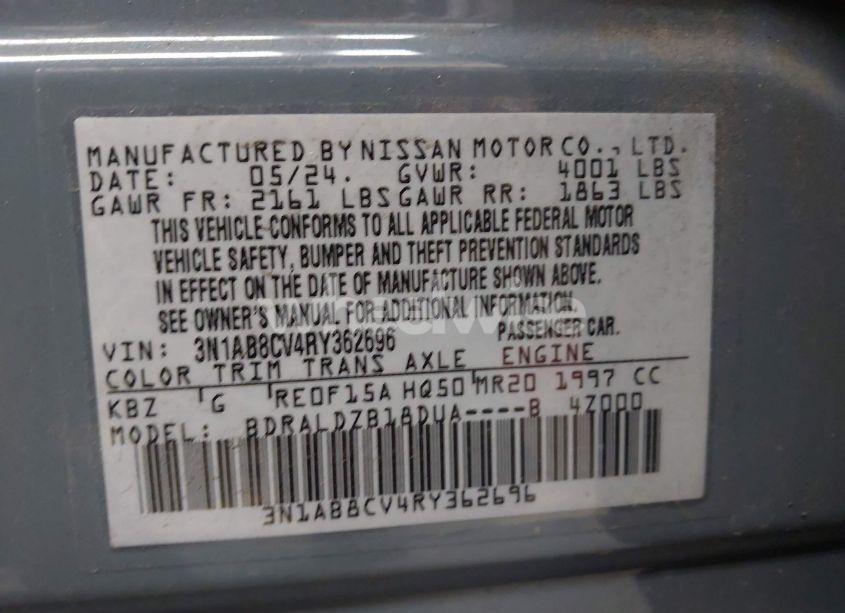 MANUFACTURED BY NISSAN MOTOR CO., LTD.
DATE: 05/24. GVWR: 4001 LBS
GAWR FR: 2161 LBS GAWR RR: 1863 LBS
THIS VEHICLE CONFORMS TO ALL APPLICABLE FEDERAL MOTOR
VEHICLE SAFETY, BUMPER AND THEFT PREVENTION STANDARDS
IN EFFECT ON THE DATE OF MANUFACTURE SHOWN ABOVE.
SEE OWNER'S MANUAL FOR ADDITIONAL INFORMATION.
VIN: 3N1AB8CV4RY362696 PASSENGER CAR.
COLOR TRIM TRANS AXLE ENGINE
KBZ G RE0F15A HQ50 MR20 1997 CC
MODEL: BDRALDZB18DUA----B 4Z000
3N1AB8CV4RY362696